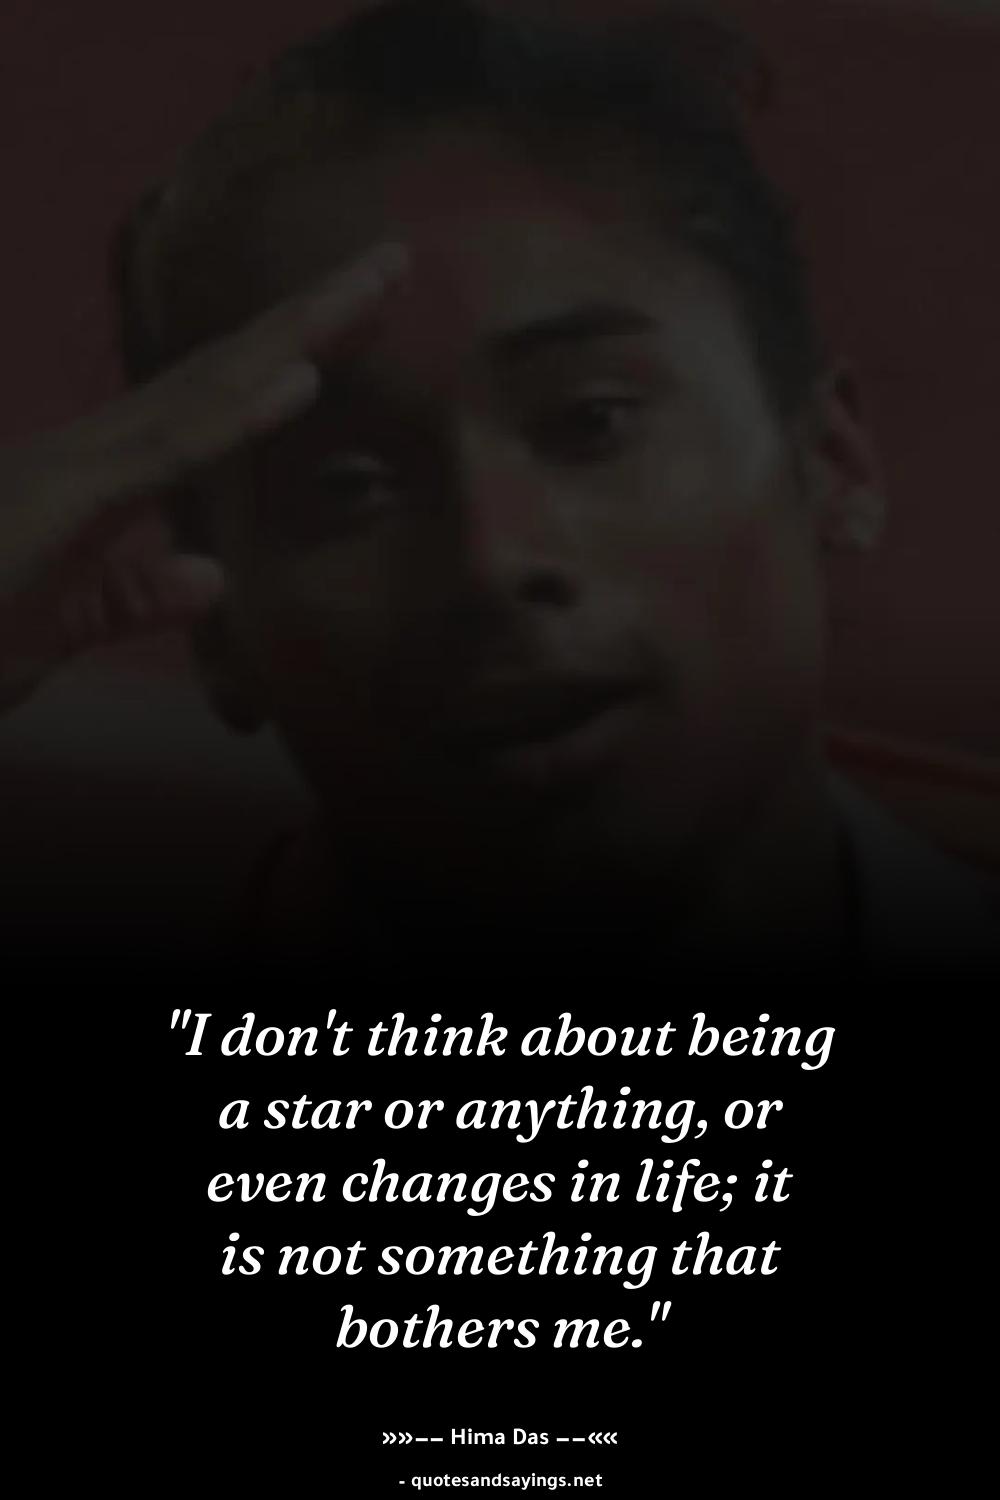 "I don't think about being
a star or anything, or
even changes in life; it
is not something that
bothers me."
»»−− Hima Das −−««
- quotesandsayings.net